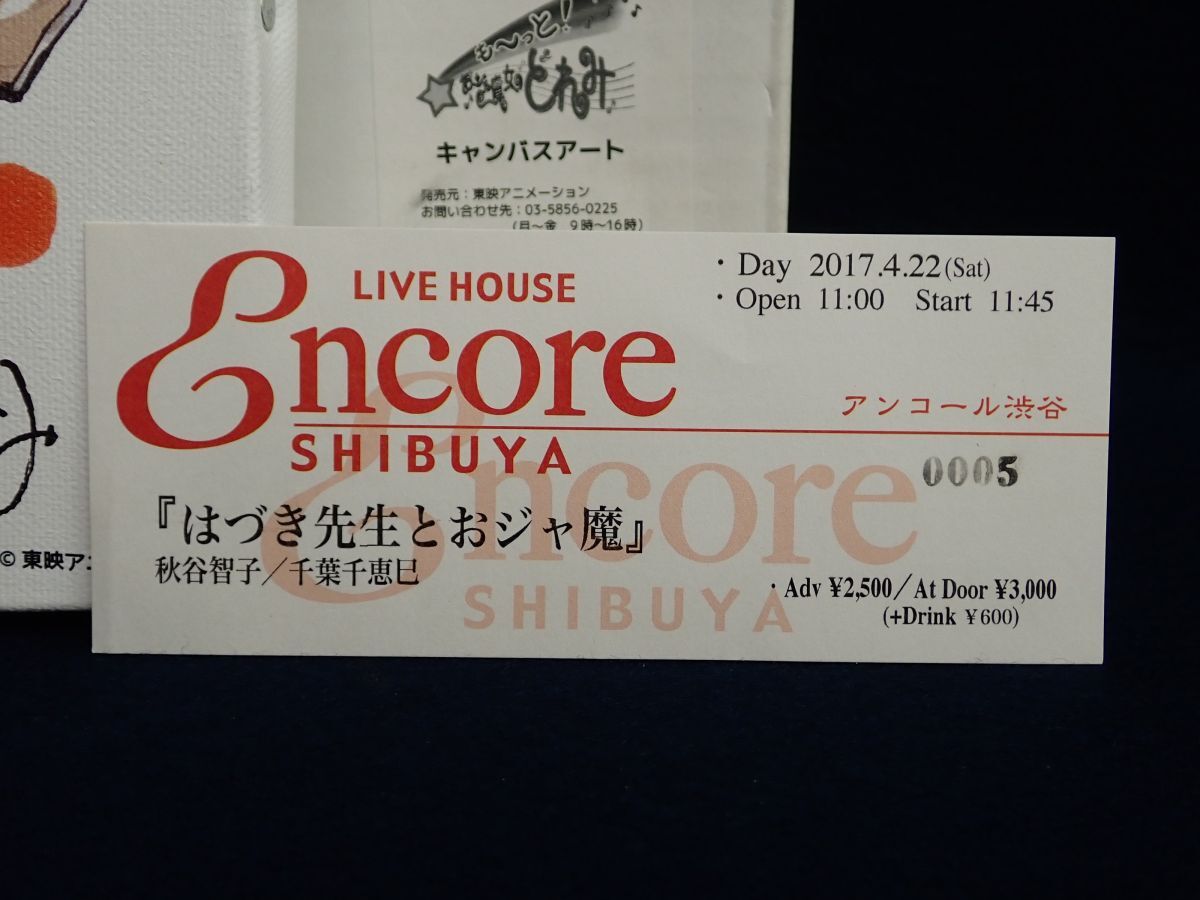 も〜っと!
おジャ魔女どれみ
キャンバスアート
発売元：東映アニメーション
お問い合わせ先：03-5856-0225
(月〜金 9時〜16時)
© 東映ア
LIVE HOUSE
Encore
SHIBUYA
・Day 2017.4.22(Sat)
・Open 11:00 Start 11:45
アンコール渋谷
0005
Encore
SHIBUYA
『はづき先生とおジャ魔』
秋谷智子／千葉千恵巳
・Adv ¥2,500／At Door ¥3,000
(+Drink ¥600)